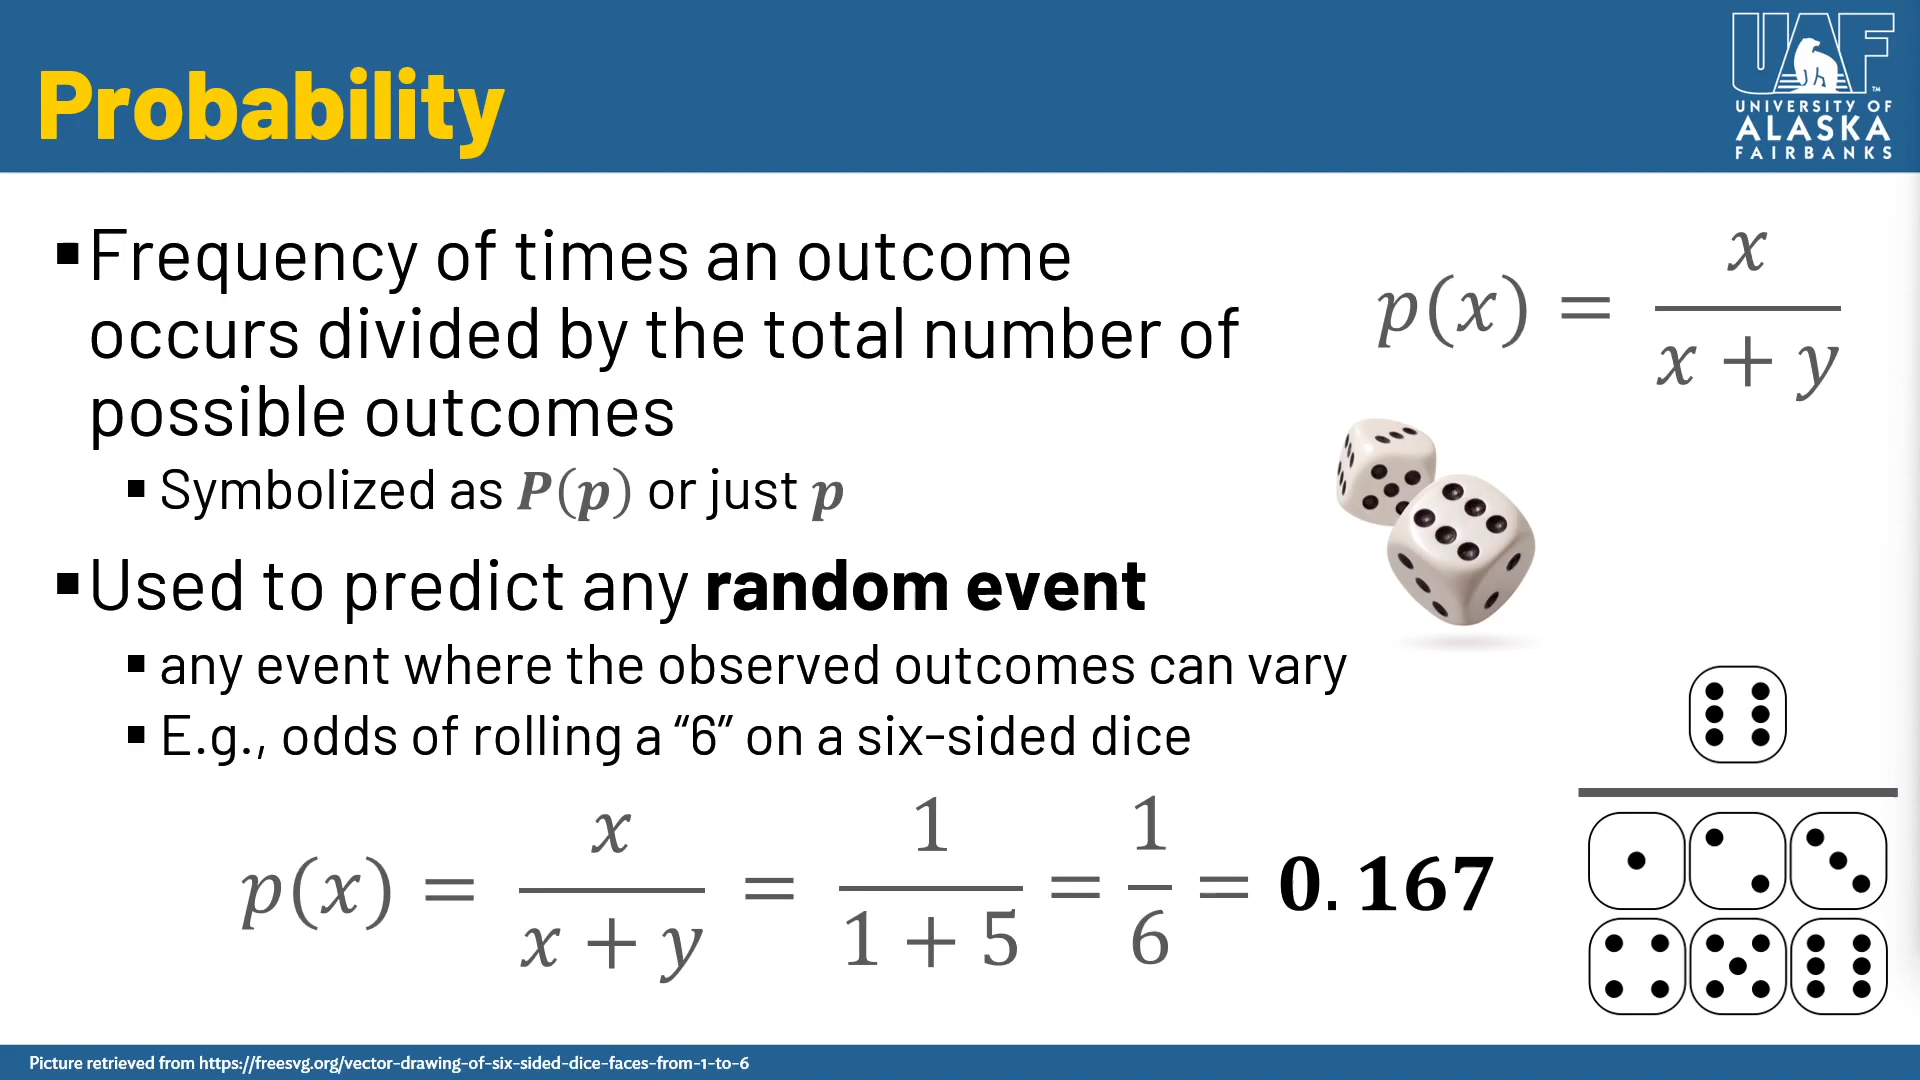 Probability
UAF
UNIVERSITY OF
ALASKA
FAIRBANKS
▪Frequency of times an outcome
occurs divided by the total number of
possible outcomes
p(x) = x / (x + y)
▪ Symbolized as P(p) or just p
▪Used to predict any random event
▪ any event where the observed outcomes can vary
▪ E.g., odds of rolling a “6” on a six-sided dice
p(x) = x / (x + y) = 1 / (1 + 5) = 1 / 6 = 0.167
Picture retrieved from https://freesvg.org/vector-drawing-of-six-sided-dice-faces-from-1-to-6